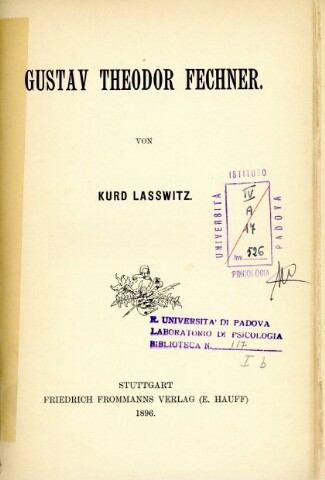 GUSTAV THEODOR FECHNER.
VON
KURD LASSWITZ.
ISTITUTO
UNIVERSITÀ
PADOVA
IV
A
17
Inv. 526
PSICOLOGIA
R. UNIVERSITA' DI PADOVA
LABORATORIO DI PSICOLOGIA
BIBLIOTECA N. 117
I b
STUTTGART
FRIEDRICH FROMMANNS VERLAG (E. HAUFF)
1896.